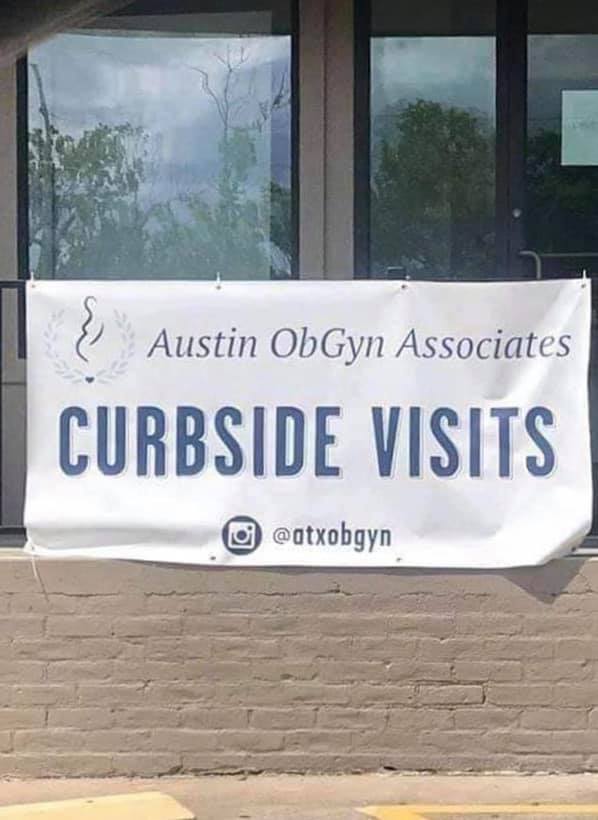 Austin ObGyn Associates
CURBSIDE VISITS
@atxobgyn